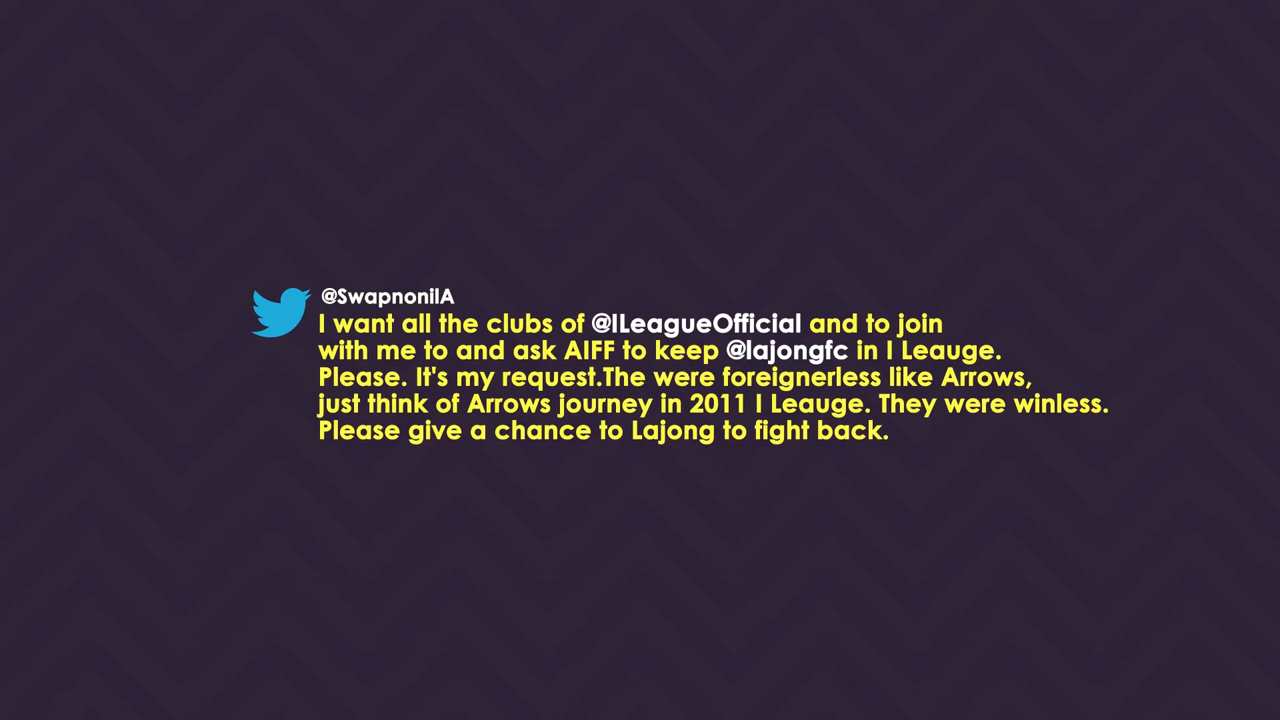 @SwapnonilA
I want all the clubs of @ILeagueOfficial and to join
with me to and ask AIFF to keep @lajongfc in I Leauge.
Please. It's my request.The were foreignerless like Arrows,
just think of Arrows journey in 2011 I Leauge. They were winless.
Please give a chance to Lajong to fight back.